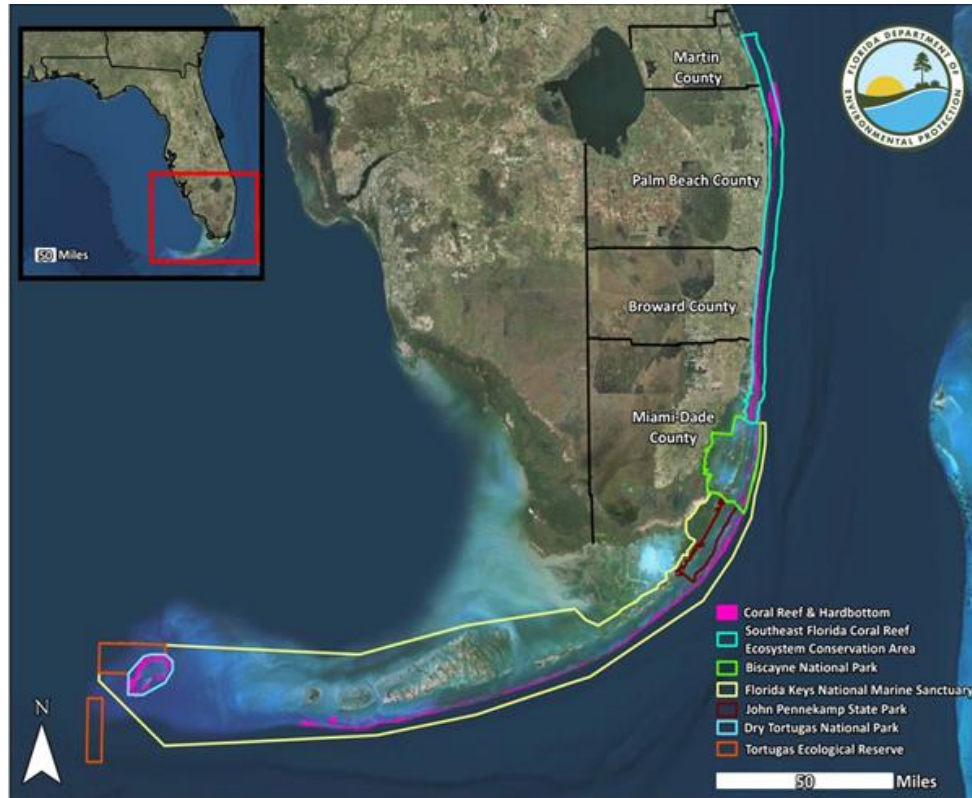 50 Miles
Martin
County
Palm Beach County
Broward County
Miami-Dade
County
FLORIDA DEPARTMENT OF
ENVIRONMENTAL PROTECTION
Coral Reef & Hardbottom
Southeast Florida Coral Reef
Ecosystem Conservation Area
Biscayne National Park
Florida Keys National Marine Sanctuary
John Pennekamp State Park
Dry Tortugas National Park
Tortugas Ecological Reserve
N
50 Miles